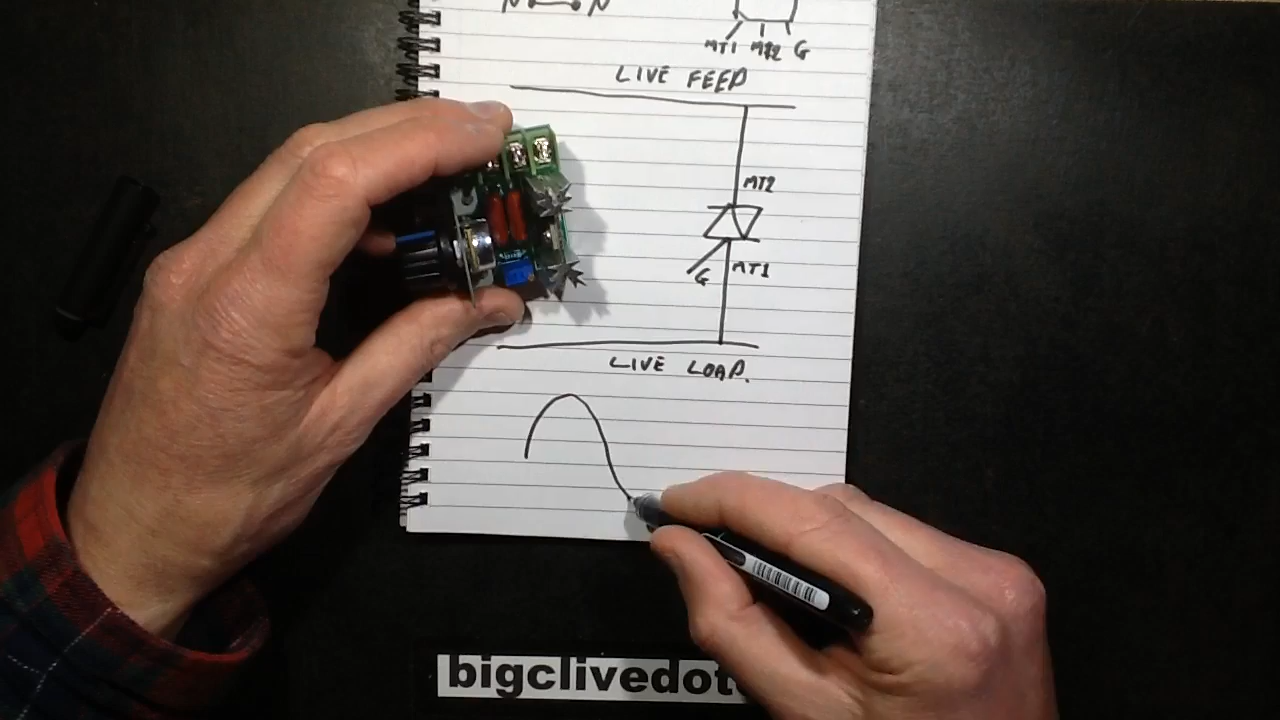 N N
MT1 MT2 G
LIVE FEED
MT2
G MT1
LIVE LOAD.
bigclivedot